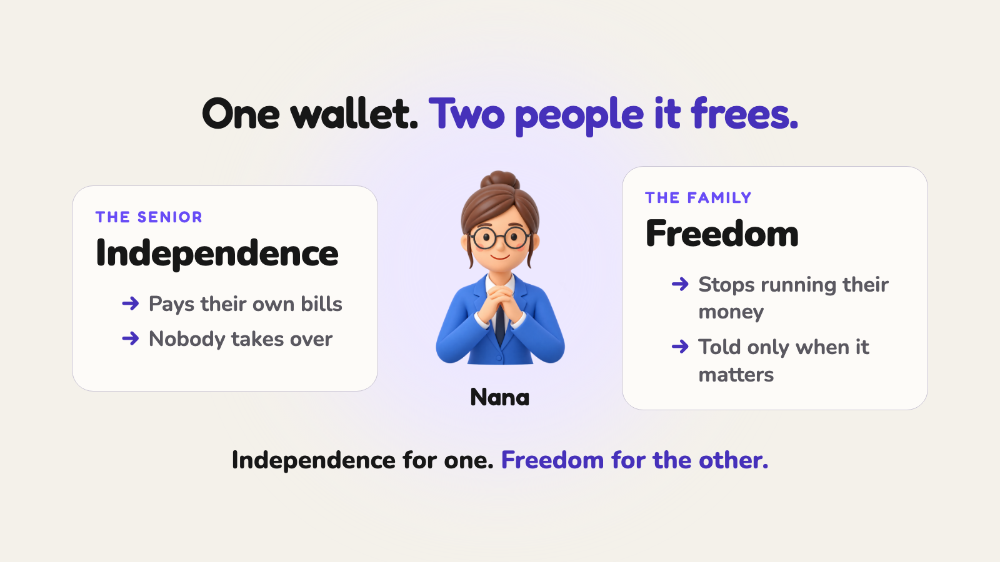 One wallet. Two people it frees.
THE SENIOR
Independence
→ Pays their own bills
→ Nobody takes over
Nana
THE FAMILY
Freedom
→ Stops running their
money
→ Told only when it
matters
Independence for one. Freedom for the other.